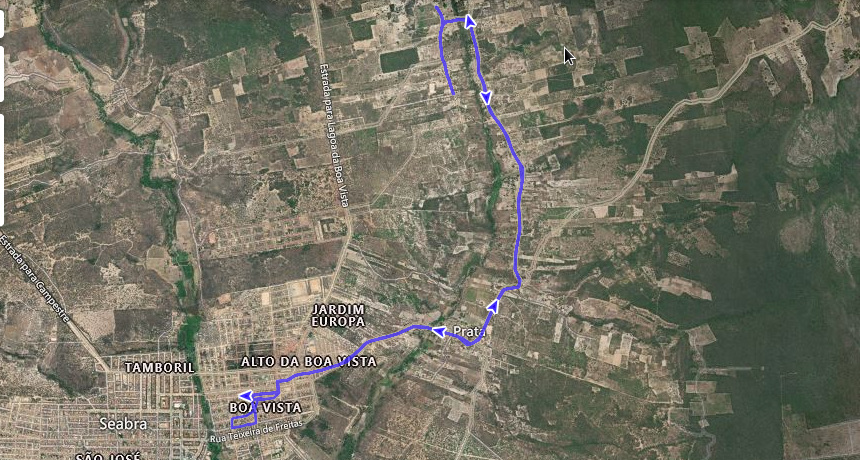 Estrada para Lagoa da Boa Vista
Estrada para Campestre
JARDIM
EUROPA
Prata
TAMBORIL
ALTO DA BOA VISTA
BOA VISTA
Seabra
Rua Teixeira de Freitas
SÃO JOSÉ